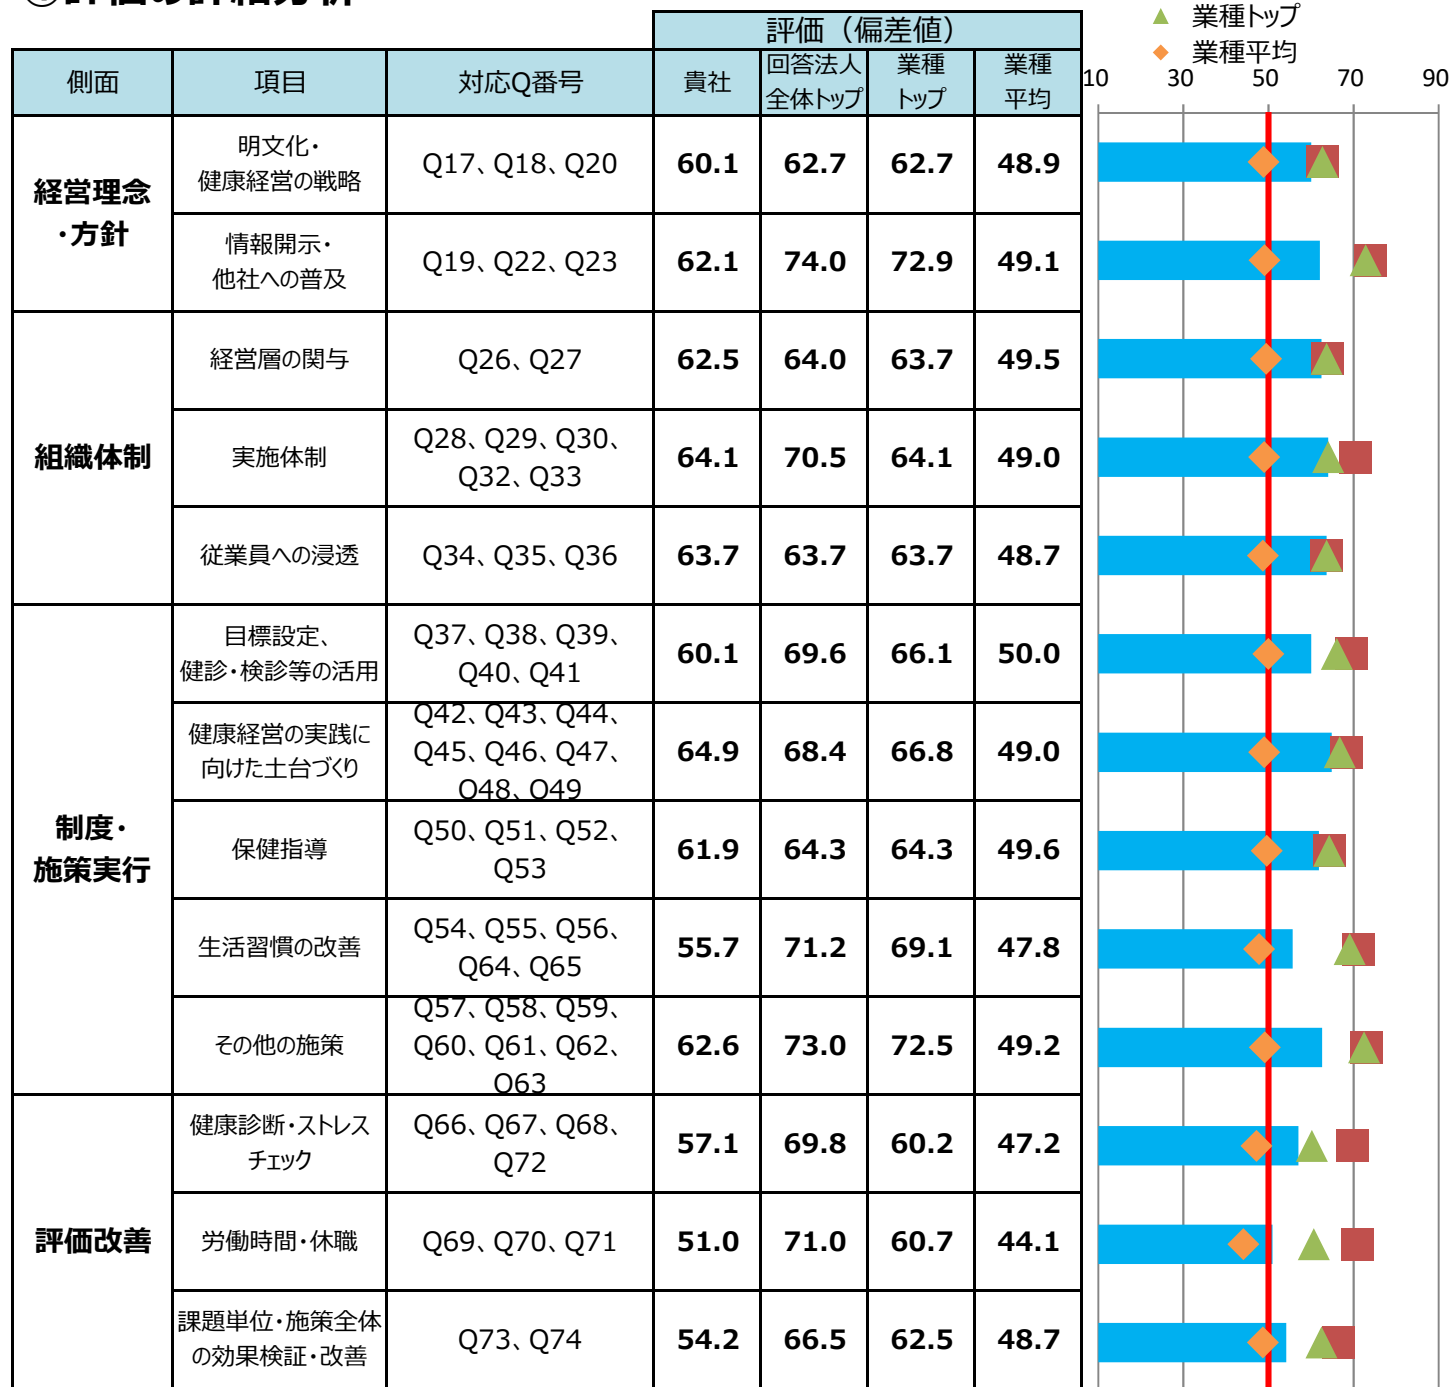 評価の詳細分析
▲ 業種トップ
◆ 業種平均
評価（偏差値）
側面 項目 対応Q番号 貴社 回答法人 業種 業種
全体トップ トップ 平均
10 30 50 70 90
経営理念
・方針
明文化・
健康経営の戦略
Q17、Q18、Q20 60.1 62.7 62.7 48.9
情報開示・
他社への普及
Q19、Q22、Q23 62.1 74.0 72.9 49.1
組織体制
経営層の関与 Q26、Q27 62.5 64.0 63.7 49.5
実施体制
Q28、Q29、Q30、
Q32、Q33
64.1 70.5 64.1 49.0
従業員への浸透 Q34、Q35、Q36 63.7 63.7 63.7 48.7
制度・
施策実行
目標設定、
健診・検診等の活用
Q37、Q38、Q39、
Q40、Q41
60.1 69.6 66.1 50.0
健康経営の実践に
向けた土台づくり
Q42、Q43、Q44、
Q45、Q46、Q47、
Q48、Q49
64.9 68.4 66.8 49.0
保健指導
Q50、Q51、Q52、
Q53
61.9 64.3 64.3 49.6
生活習慣の改善
Q54、Q55、Q56、
Q64、Q65
55.7 71.2 69.1 47.8
その他の施策
Q57、Q58、Q59、
Q60、Q61、Q62、
Q63
62.6 73.0 72.5 49.2
評価改善
健康診断・ストレス
チェック
Q66、Q67、Q68、
Q72
57.1 69.8 60.2 47.2
労働時間・休職 Q69、Q70、Q71 51.0 71.0 60.7 44.1
課題単位・施策全体
の効果検証・改善
Q73、Q74 54.2 66.5 62.5 48.7